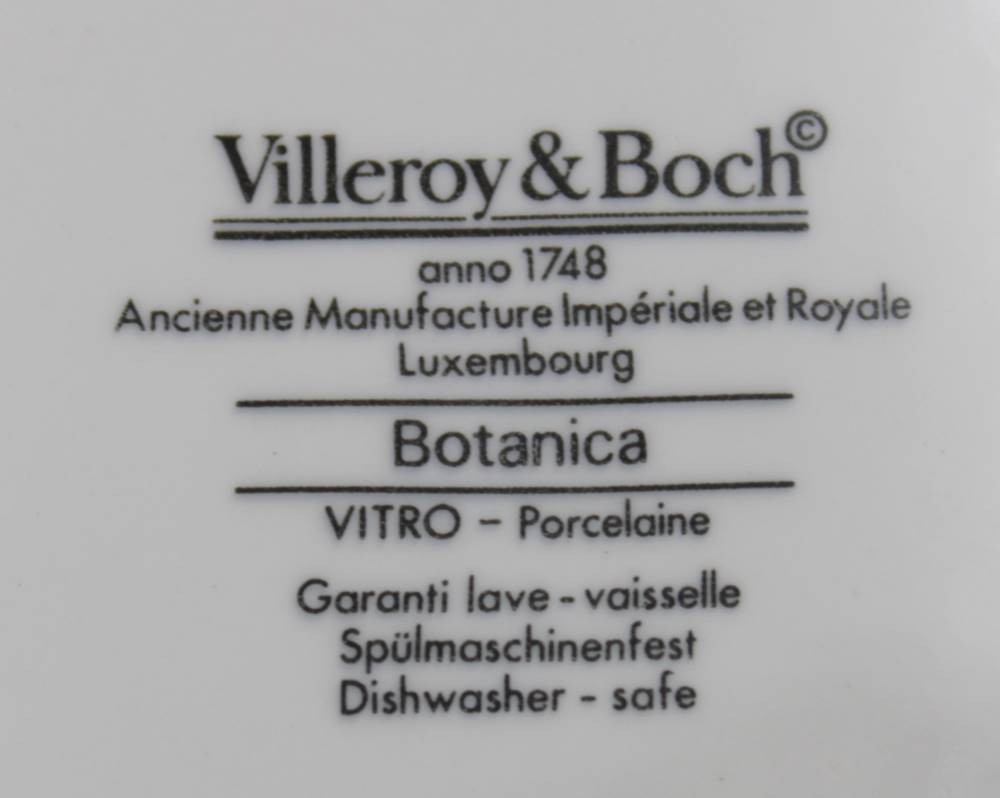 Villeroy & Boch©
anno 1748
Ancienne Manufacture Impériale et Royale
Luxembourg
Botanica
VITRO – Porcelaine
Garanti lave - vaisselle
Spülmaschinenfest
Dishwasher - safe